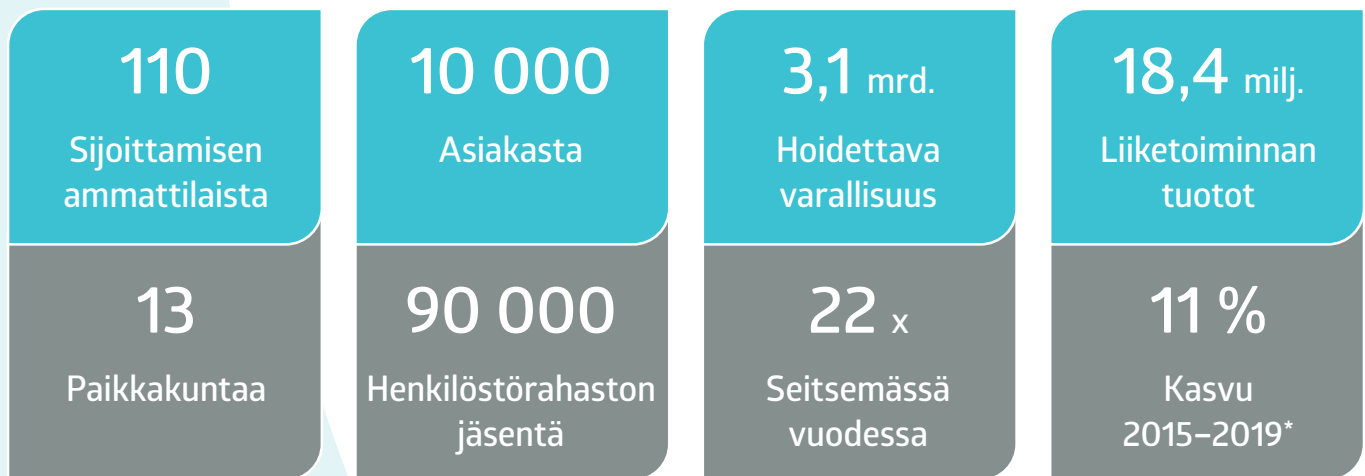 110
Sijoittamisen
ammattilaista
13
Paikkakuntaa
10 000
Asiakasta
90 000
Henkilöstörahaston
jäsentä
3,1 mrd.
Hoidettava
varallisuus
22 x
Seitsemässä
vuodessa
18,4 milj.
Liiketoiminnan
tuotot
11 %
Kasvu
2015–2019*